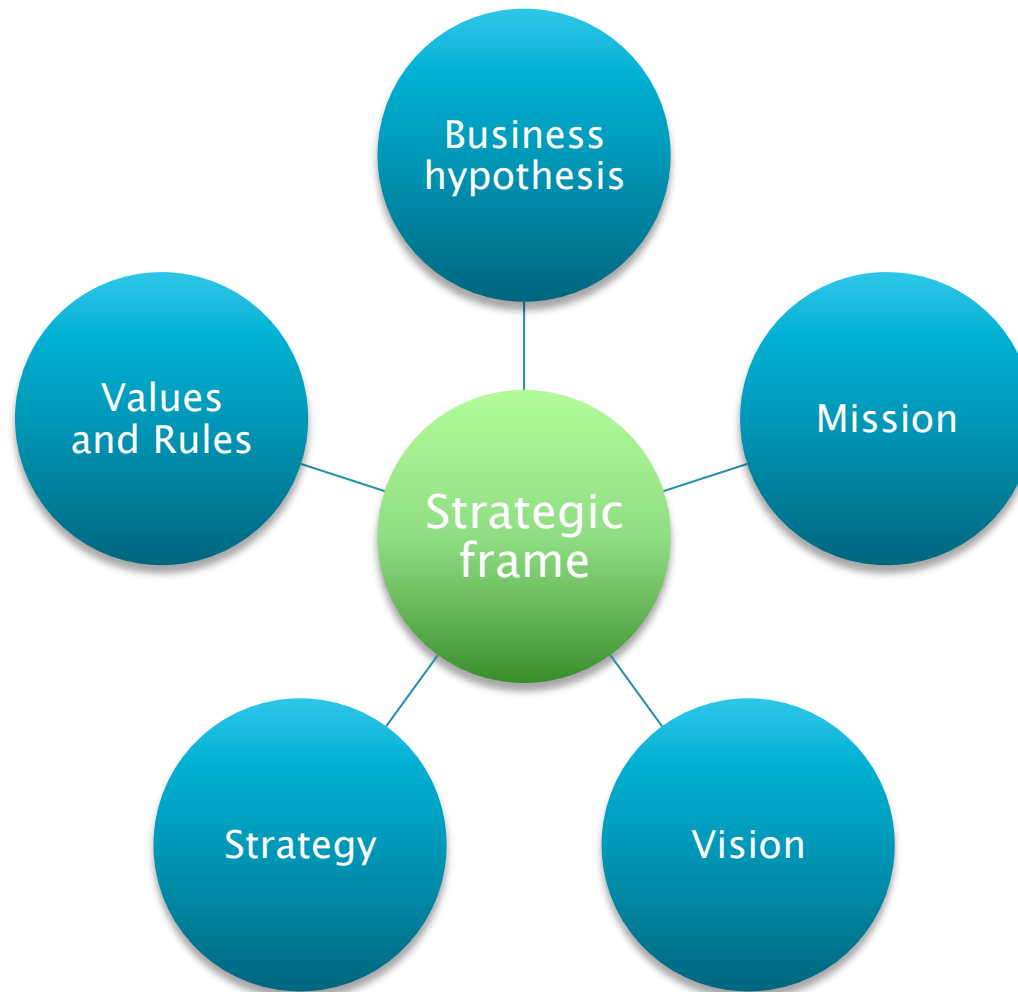 Business
hypothesis
Values
and Rules
Mission
Strategic
frame
Strategy
Vision